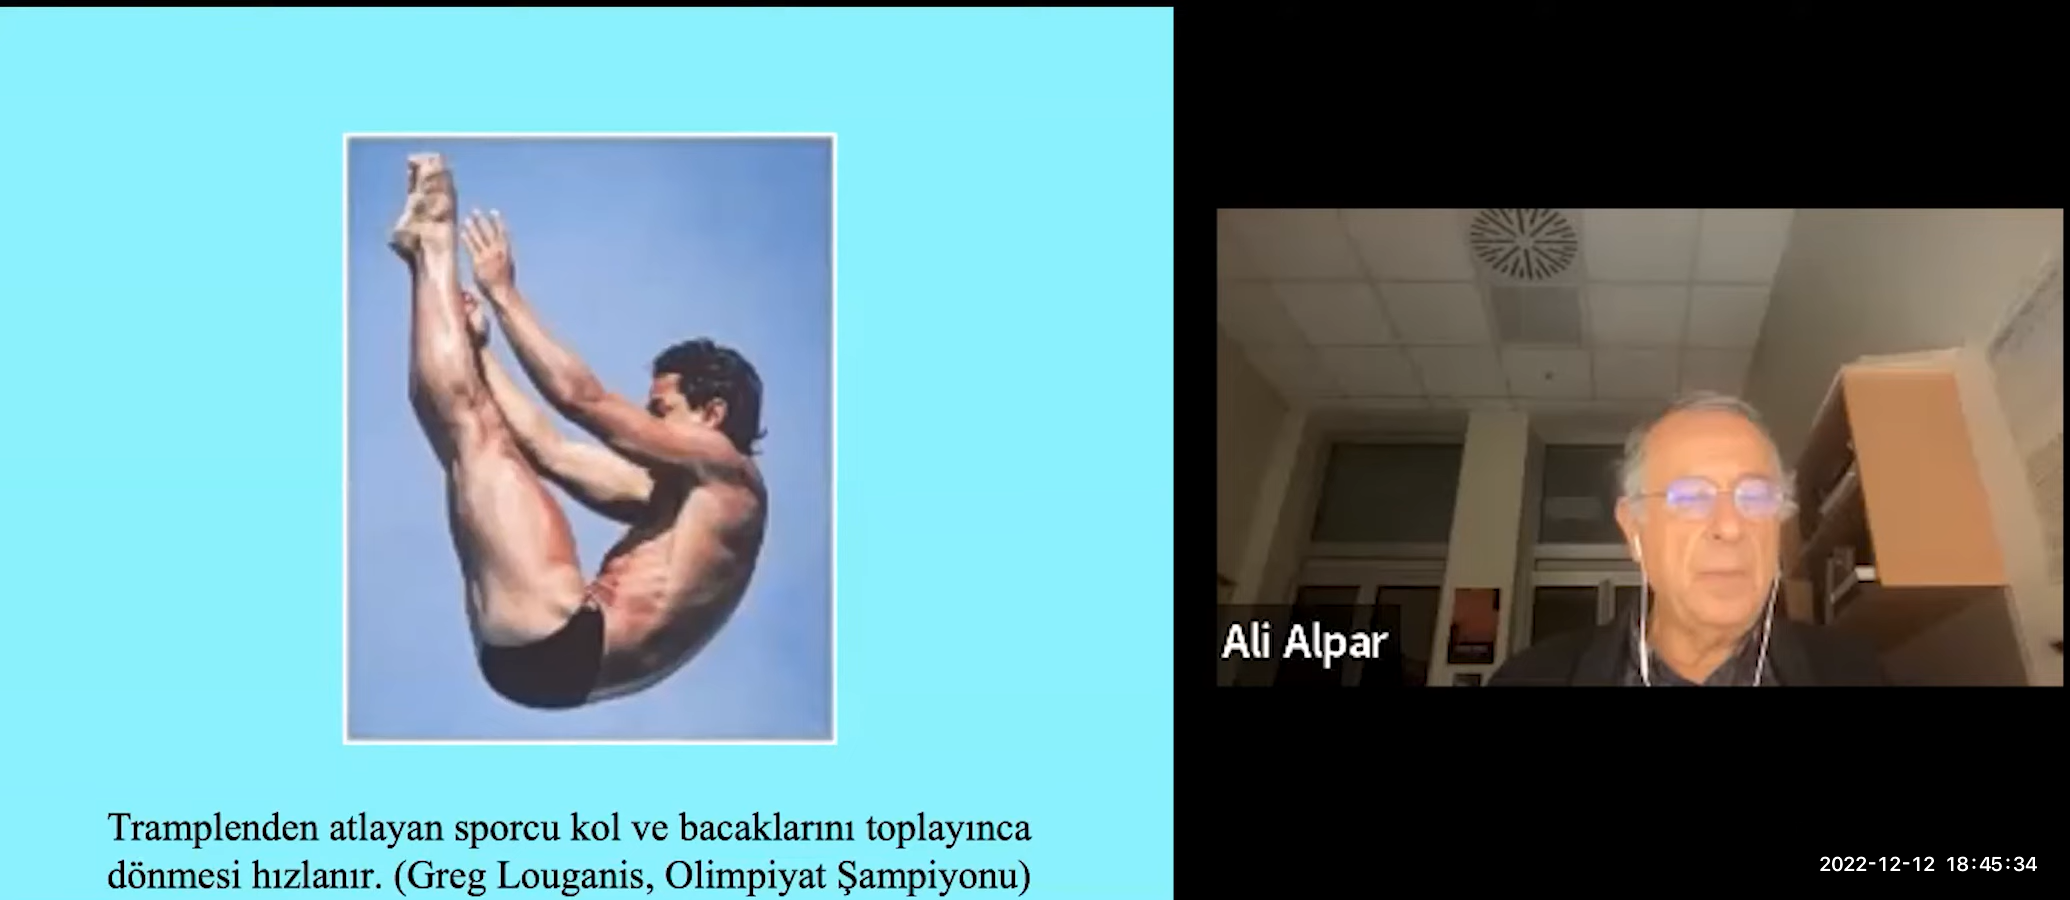 Tramplenden atlayan sporcu kol ve bacaklarını toplayınca
dönmesi hızlanır. (Greg Louganis, Olimpiyat Şampiyonu)
Ali Alpar
2022-12-12 18:45:34